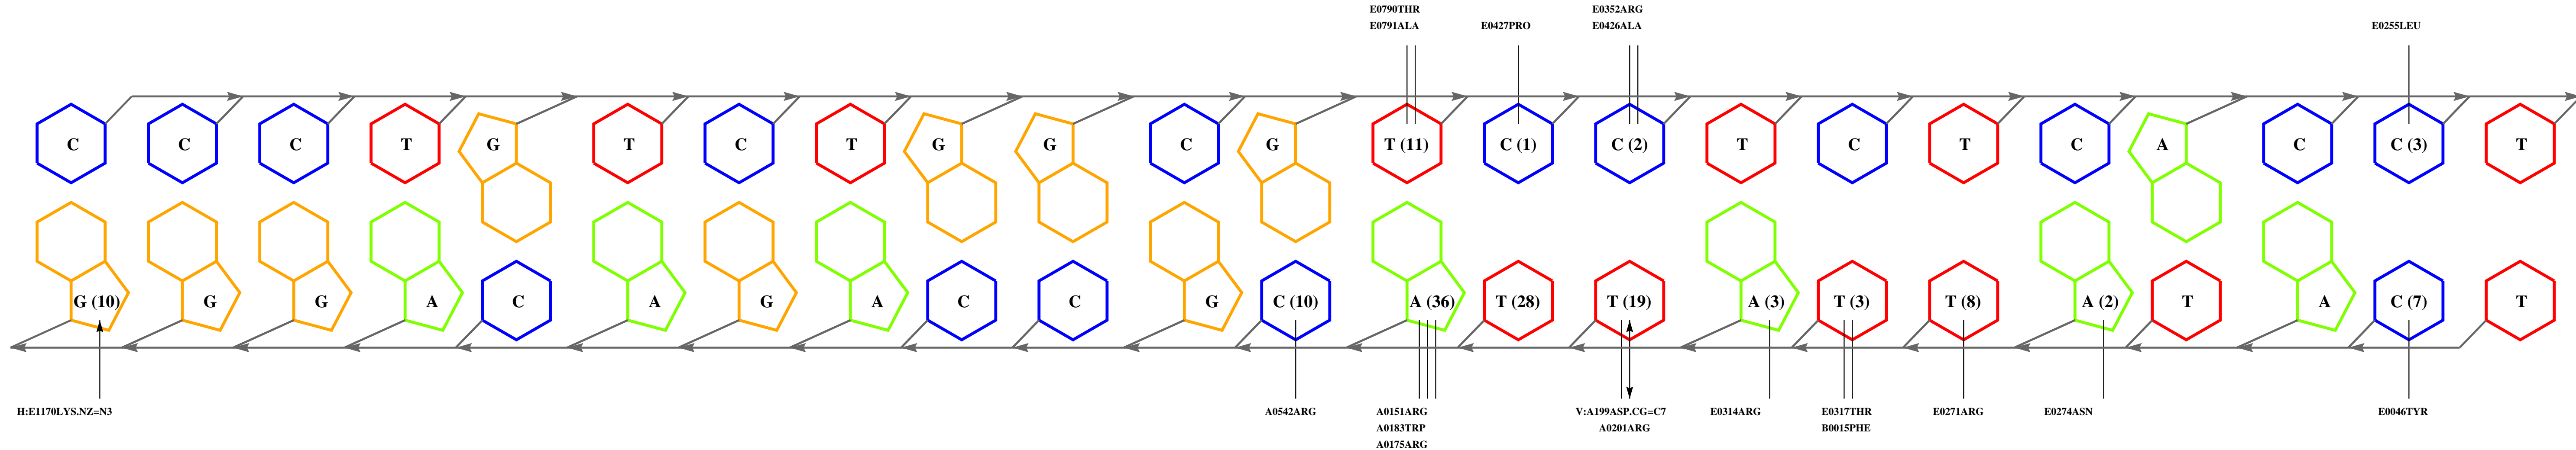 E0790THR E0352ARG
E0791ALA E0427PRO E0426ALA E0255LEU
C C C T G T C T G G C G T (11) C (1) C (2) T C T C A C C (3) T
G (10) G G A C A G A C C G C (10) A (36) T (28) T (19) A (3) T (3) T (8) A (2) T A C (7) T
H:E1170LYS.NZ=N3 A0542ARG A0151ARG V:A199ASP.CG=C7 E0314ARG E0317THR E0271ARG E0274ASN E0046TYR
A0183TRP A0201ARG B0015PHE
A0175ARG